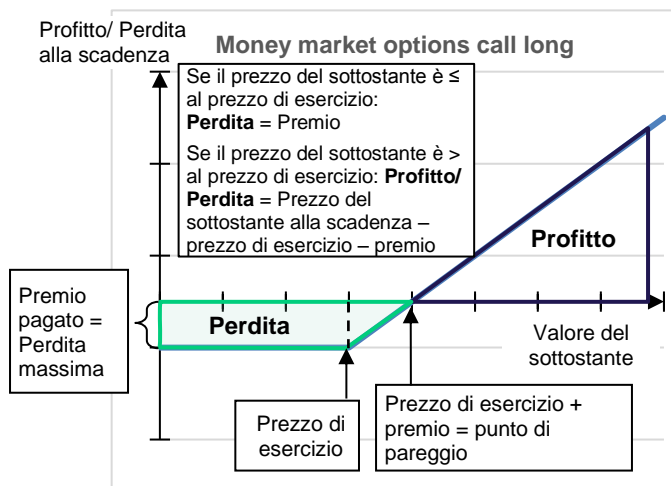 Profitto/ Perdita
alla scadenza
Money market options call long
Se il prezzo del sottostante è ≤
al prezzo di esercizio:
Perdita = Premio
Se il prezzo del sottostante è >
al prezzo di esercizio: Profitto/
Perdita = Prezzo del
sottostante alla scadenza –
prezzo di esercizio – premio
Profitto
Premio
pagato =
Perdita
massima
Perdita
Valore del
sottostante
Prezzo di
esercizio
Prezzo di esercizio +
premio = punto di
pareggio